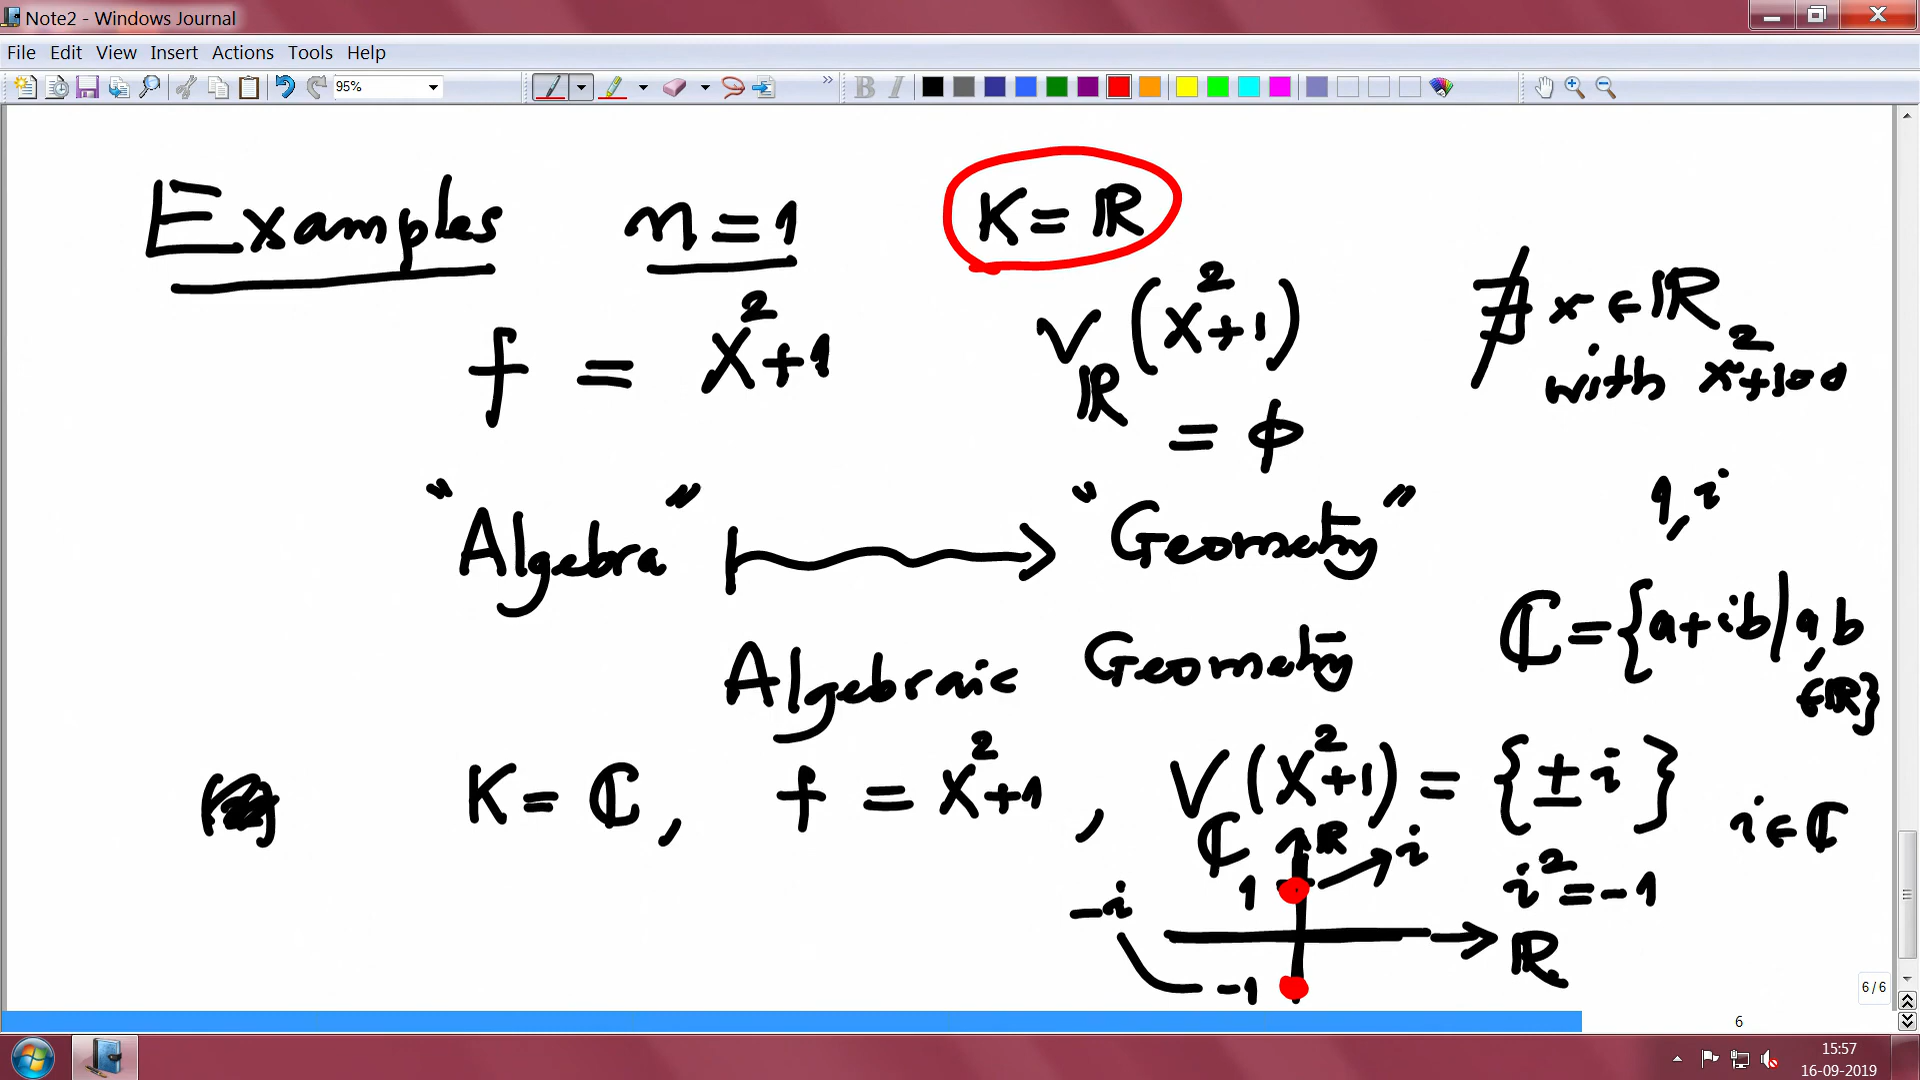 Note2 - Windows Journal
File Edit View Insert Actions Tools Help
95%
Examples n=1 K=ℝ
f = X²+1 V_ℝ(X²+1) = ϕ
∄ x∈ℝ with x²+1=0
"Algebra" ↦ "Geometry"
1, i
Algebraic Geometry
ℂ={a+ib|a,b∈ℝ}
K=ℂ, f=X²+1, V_ℂ(X²+1)={±i} i∈ℂ
i²=-1
ℝ
i
1
-i
ℝ
-1
6/6
6
15:57
16-09-2019